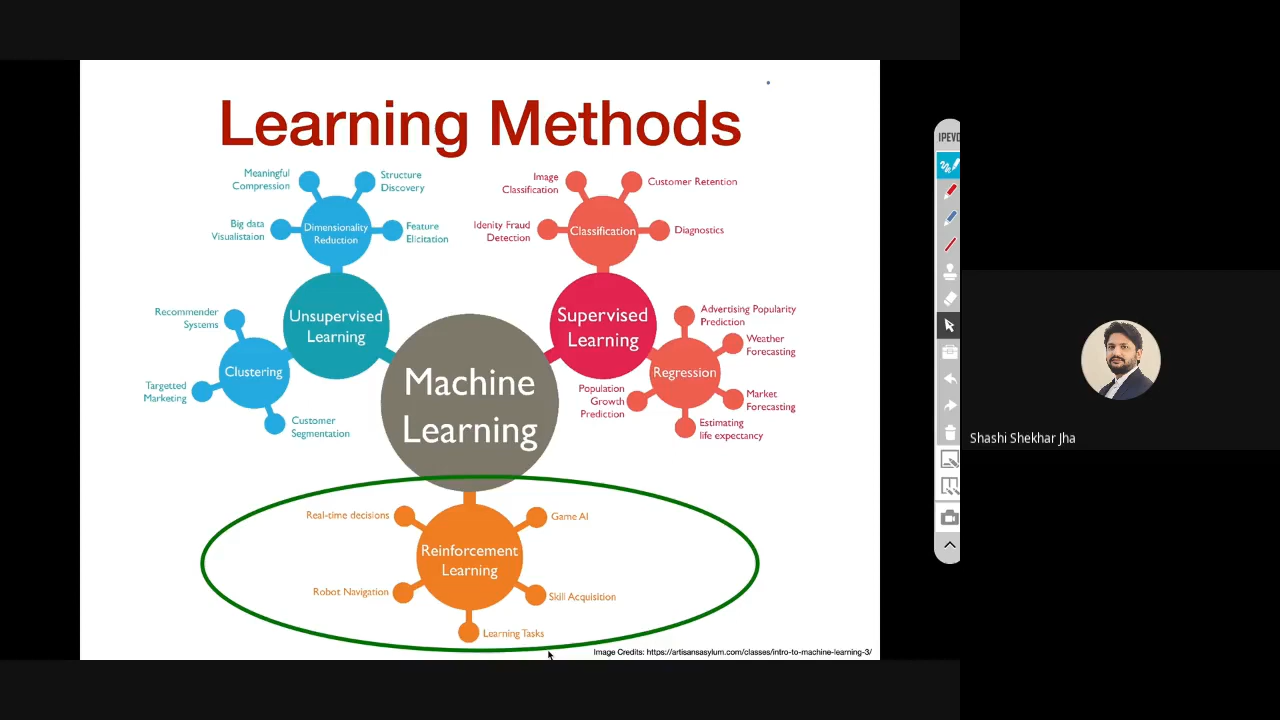 Learning Methods
Meaningful
Compression
Structure
Discovery
Big data
Visualistaion
Dimensionality
Reduction
Feature
Elicitation
Image
Classification
Customer Retention
Idenity Fraud
Detection
Classification
Diagnostics
Recommender
Systems
Unsupervised
Learning
Clustering
Targetted
Marketing
Customer
Segmentation
Supervised
Learning
Advertising Popularity
Prediction
Weather
Forecasting
Regression
Population
Growth
Prediction
Market
Forecasting
Estimating
life expectancy
Machine
Learning
Real-time decisions
Game AI
Reinforcement
Learning
Robot Navigation
Skill Acquisition
Learning Tasks
Image Credits: https://artisansasylum.com/classes/intro-to-machine-learning-3/
IPEVO
Shashi Shekhar Jha